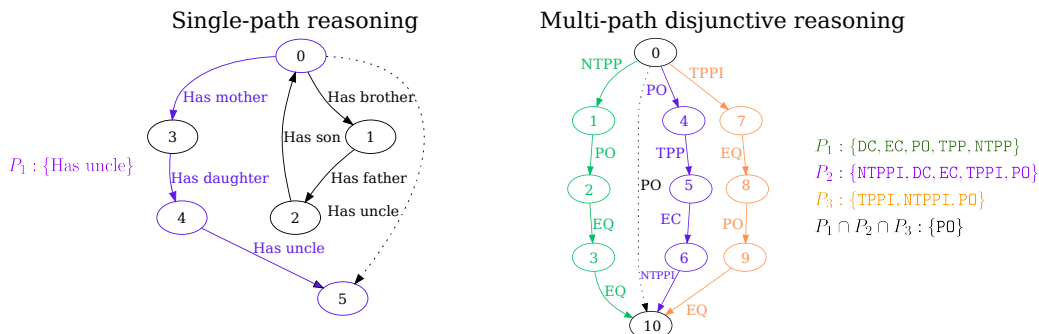 Single-path reasoning
0
Has mother
Has brother
3
Has son
1
P₁ : {Has uncle}
Has daughter
Has father
4
2
Has uncle
Has uncle
5
Multi-path disjunctive reasoning
0
NTPP
PO
TPPI
1
4
7
PO
TPP
EQ
2
PO
5
8
EQ
EC
PO
3
6
9
NTPPI
EQ
EQ
10
P₁ : {DC, EC, PO, TPP, NTPP}
P₂ : {NTPPI, DC, EC, TPPI, PO}
P₃ : {TPPI, NTPPI, PO}
P₁ ∩ P₂ ∩ P₃ : {PO}